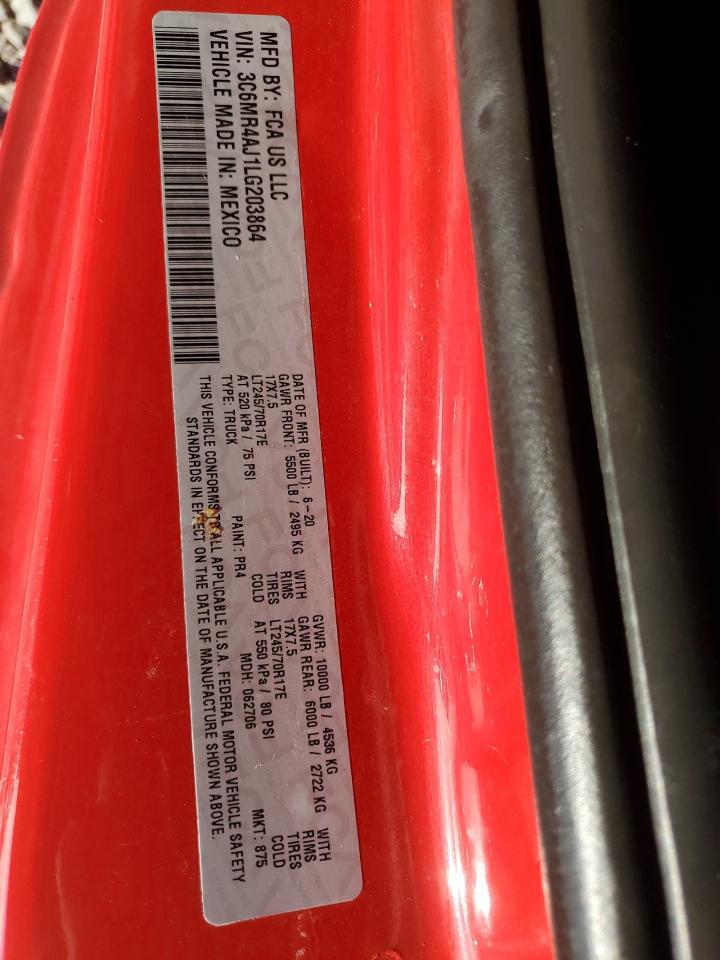 MFD BY: FCA US LLC
VIN: 3C6MR4AJ1LG203864
VEHICLE MADE IN: MEXICO
DATE OF MFR (BUILT): 6-20 GVWR: 10000 LB / 4536 KG
GAWR FRONT: 5500 LB / 2495 KG WITH GAWR REAR: 6000 LB / 2722 KG WITH
17X7.5 RIMS 17X7.5 RIMS
LT245/70R17E TIRES LT245/70R17E TIRES
AT 520 kPa / 75 PSI COLD AT 550 kPa / 80 PSI COLD
TYPE: TRUCK PAINT: PR4 MDH: 062706 MKT: 875
THIS VEHICLE CONFORMS TO ALL APPLICABLE U.S.A. FEDERAL MOTOR VEHICLE SAFETY
STANDARDS IN EFFECT ON THE DATE OF MANUFACTURE SHOWN ABOVE.